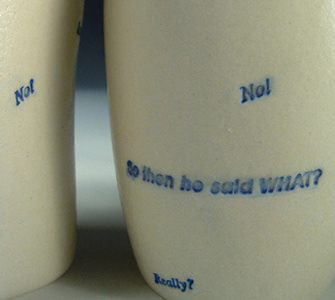 No!
No!
So then he said WHAT?
Really?